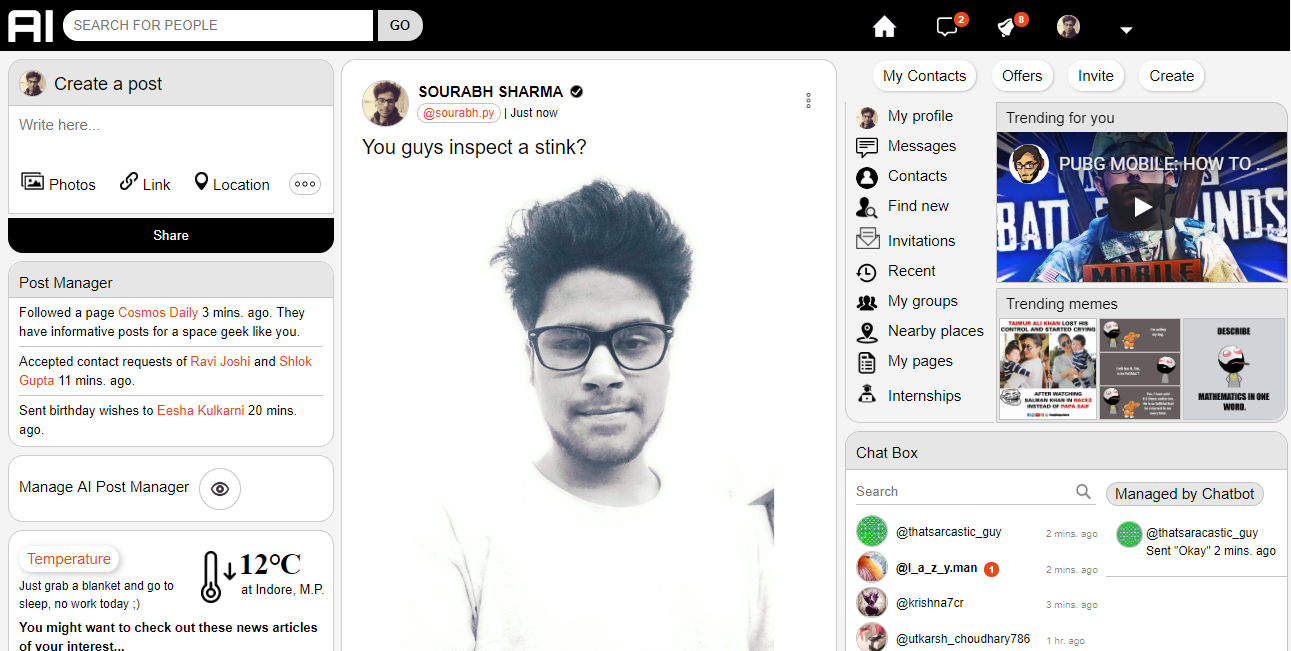 AI
SEARCH FOR PEOPLE
GO
2
8
Create a post
Write here...
Photos
Link
Location
Share
Post Manager
Followed a page Cosmos Daily 3 mins. ago. They
have informative posts for a space geek like you.
Accepted contact requests of Ravi Joshi and Shlok
Gupta 11 mins. ago.
Sent birthday wishes to Eesha Kulkarni 20 mins.
ago.
Manage AI Post Manager
Temperature
12°C
at Indore, M.P.
Just grab a blanket and go to
sleep, no work today ;)
You might want to check out these news articles
of your interest...
SOURABH SHARMA
@sourabh.py | Just now
You guys inspect a stink?
My Contacts
Offers
Invite
Create
My profile
Messages
Contacts
Find new
Invitations
Recent
My groups
Nearby places
My pages
Internships
Trending for you
PUBG MOBILE: HOW TO ...
MOBILE
Trending memes
TAIMUR ALI KHAN LOST HIS
CONTROL AND STARTED CRYING
AFTER WATCHING
SALMAN KHAN IN RACE3
INSTEAD OF PAPA SAIF
DESCRIBE
MATHEMATICS IN ONE
WORD.
Chat Box
Search
Managed by Chatbot
@thatsarcastic_guy
2 mins. ago
@l_a_z_y.man
1
2 mins. ago
@krishna7cr
3 mins. ago
@utkarsh_choudhary786
1 hr. ago
@thatsaracastic_guy
Sent "Okay" 2 mins. ago